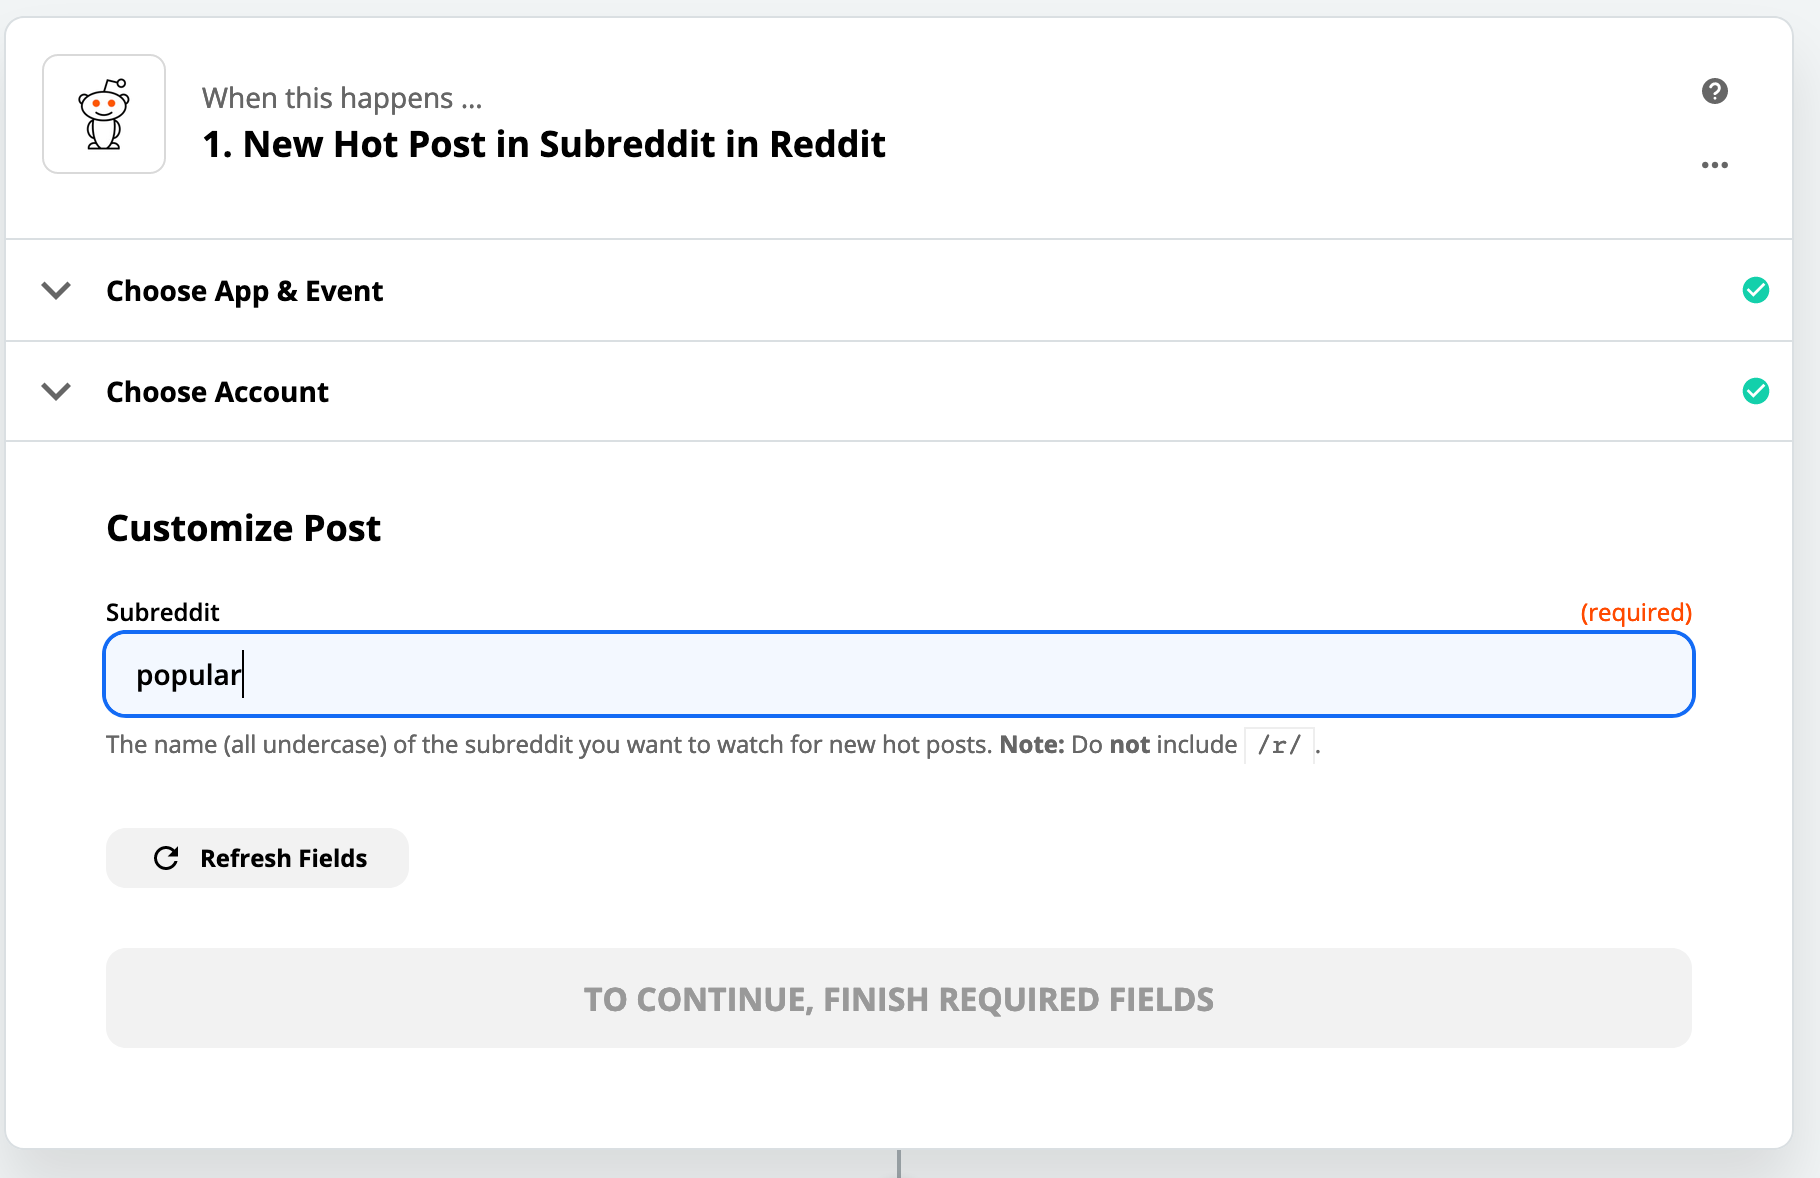 When this happens ...
1. New Hot Post in Subreddit in Reddit
Choose App & Event
Choose Account
Customize Post
Subreddit (required)
popular
The name (all undercase) of the subreddit you want to watch for new hot posts. Note: Do not include /r/ .
Refresh Fields
TO CONTINUE, FINISH REQUIRED FIELDS